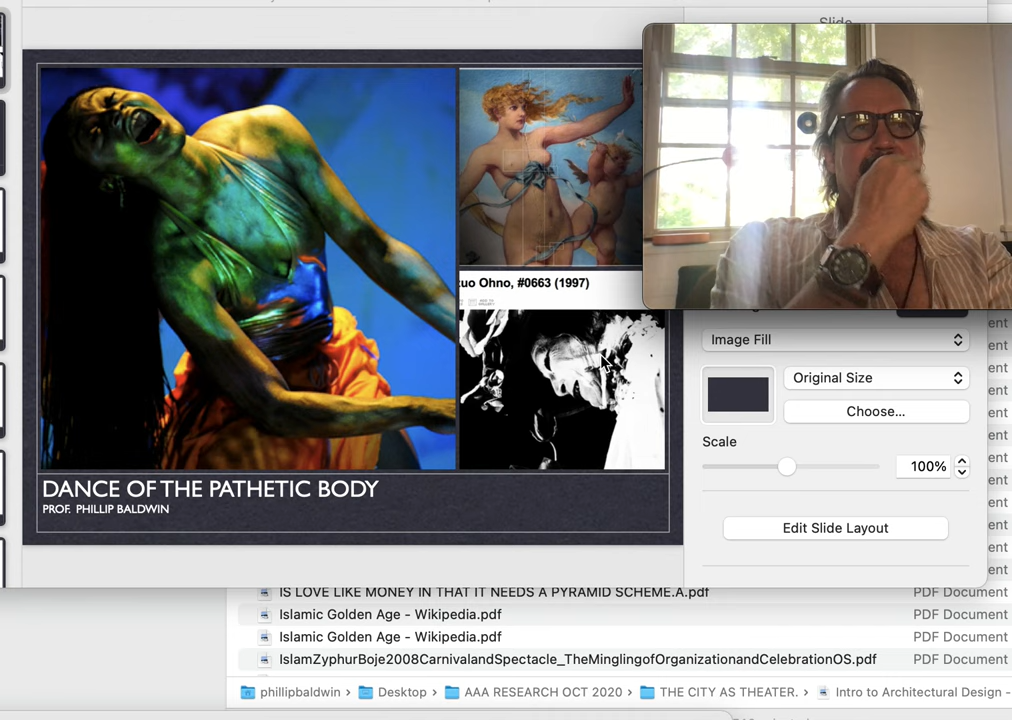 Slide
uo Ohno, #0663 (1997)
Image Fill
Original Size
Choose...
Scale
100%
DANCE OF THE PATHETIC BODY
PROF. PHILLIP BALDWIN
Edit Slide Layout
ent
ent
ent
ent
ent
ent
ent
ent
ent
ent
ent
ent
IS LOVE LIKE MONEY IN THAT IT NEEDS A PYRAMID SCHEME.A.pdf PDF Document
Islamic Golden Age - Wikipedia.pdf PDF Document
Islamic Golden Age - Wikipedia.pdf PDF Document
IslamZyphurBoje2008CarnivalandSpectacle_TheMinglingofOrganizationandCelebrationOS.pdf PDF Document
phillipbaldwin › Desktop › AAA RESEARCH OCT 2020 › THE CITY AS THEATER. › Intro to Architectural Design -